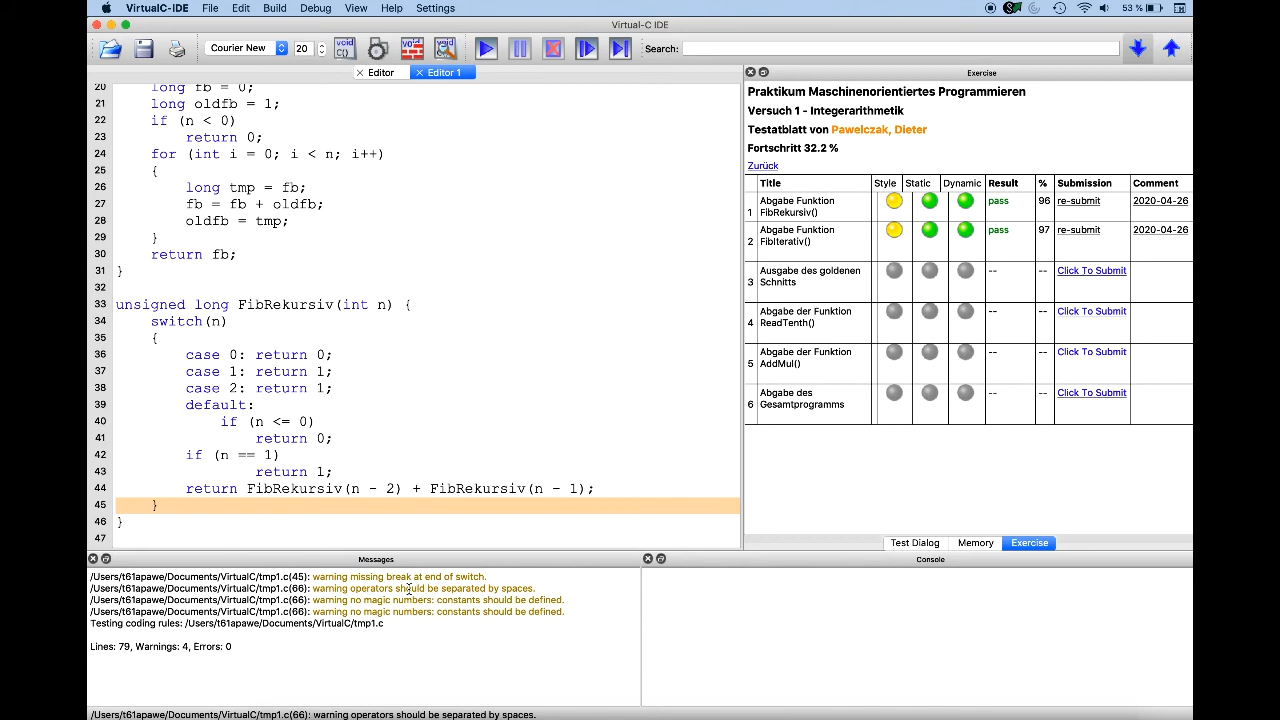 VirtualC-IDE File Edit Build Debug View Help Settings 53 %
Virtual-C IDE
Courier New 20 void C() Search:
Editor Editor 1
Exercise
20 long fb = 0;
21 long oldfb = 1;
22 if (n < 0)
23 return 0;
24 for (int i = 0; i < n; i++)
25 {
26 long tmp = fb;
27 fb = fb + oldfb;
28 oldfb = tmp;
29 }
30 return fb;
31 }
32
33 unsigned long FibRekursiv(int n) {
34 switch(n)
35 {
36 case 0: return 0;
37 case 1: return 1;
38 case 2: return 1;
39 default:
40 if (n <= 0)
41 return 0;
42 if (n == 1)
43 return 1;
44 return FibRekursiv(n - 2) + FibRekursiv(n - 1);
45 }
46 }
47
Praktikum Maschinenorientiertes Programmieren
Versuch 1 - Integerarithmetik
Testatblatt von Pawelczak, Dieter
Fortschritt 32.2 %
Zurück
Title Style Static Dynamic Result % Submission Comment
1 Abgabe Funktion FibRekursiv() pass 96 re-submit 2020-04-26
2 Abgabe Funktion FibIterativ() pass 97 re-submit 2020-04-26
3 Ausgabe des goldenen Schnitts -- -- Click To Submit
4 Abgabe der Funktion ReadTenth() -- -- Click To Submit
5 Abgabe der Funktion AddMul() -- -- Click To Submit
6 Abgabe des Gesamtprogramms -- -- Click To Submit
Test Dialog Memory Exercise
Messages
/Users/t61apawe/Documents/VirtualC/tmp1.c(45): warning missing break at end of switch.
/Users/t61apawe/Documents/VirtualC/tmp1.c(66): warning operators should be separated by spaces.
/Users/t61apawe/Documents/VirtualC/tmp1.c(66): warning no magic numbers: constants should be defined.
/Users/t61apawe/Documents/VirtualC/tmp1.c(66): warning no magic numbers: constants should be defined.
Testing coding rules: /Users/t61apawe/Documents/VirtualC/tmp1.c
Lines: 79, Warnings: 4, Errors: 0
Console
/Users/t61apawe/Documents/VirtualC/tmp1.c(66): warning operators should be separated by spaces.